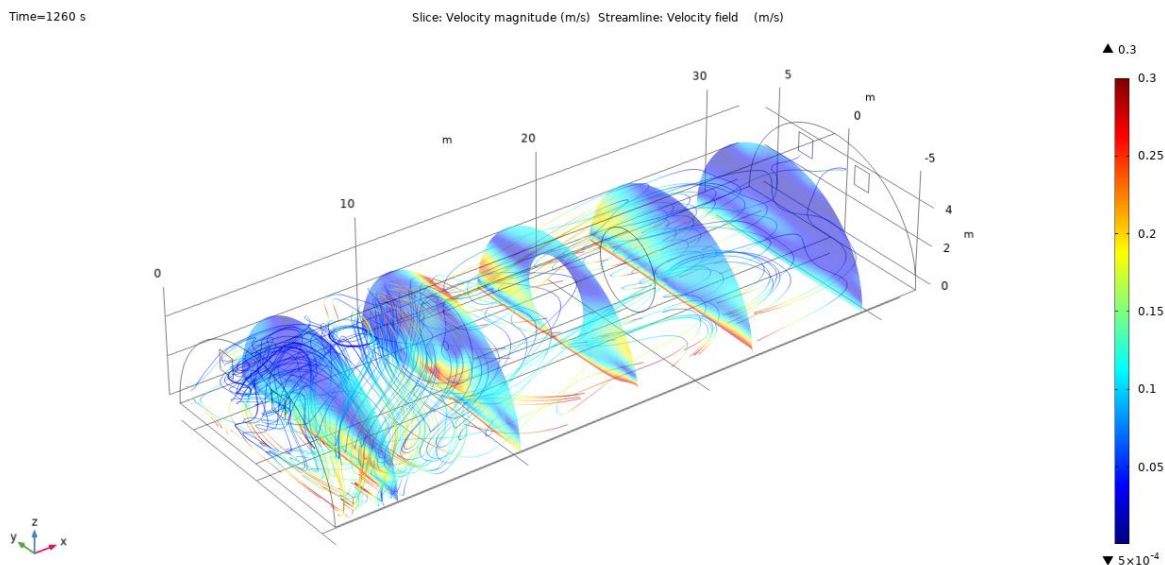 Time=1260 s
Slice: Velocity magnitude (m/s) Streamline: Velocity field (m/s)
▲ 0.3
0.3
0.25
0.2
0.15
0.1
0.05
▼ 5×10⁻⁴
0
10
m
20
30
5
m
0
-5
4
m
2
0
y
z
x